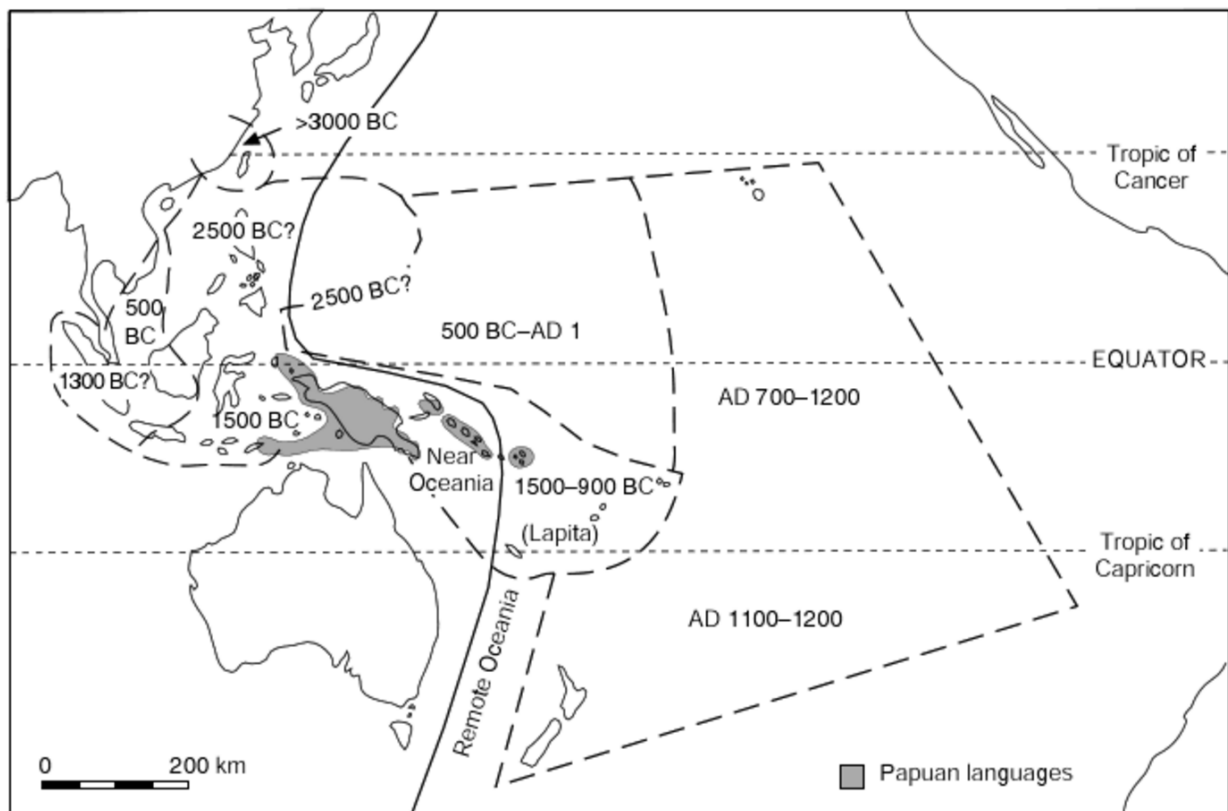 >3000 BC
Tropic of
Cancer
2500 BC?
2500 BC?
500
BC
500 BC–AD 1
EQUATOR
1300 BC?
AD 700–1200
1500 BC
Near
Oceania
1500–900 BC
(Lapita)
Tropic of
Capricorn
AD 1100–1200
Remote Oceania
0 200 km
Papuan languages